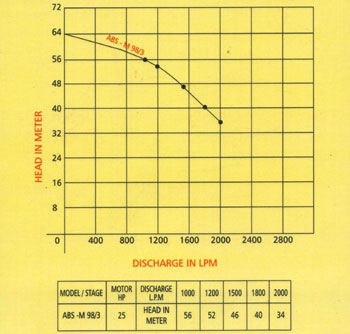 72
64
56
48
40
32
24
16
8
HEAD IN METER
ABS - M 98/3
0 400 800 1200 1600 2000 2400 2800
DISCHARGE IN LPM
MODEL / STAGE MOTOR HP DISCHARGE L.P.M 1000 1200 1500 1800 2000
ABS -M 98/3 25 HEAD IN METER 56 52 46 40 34